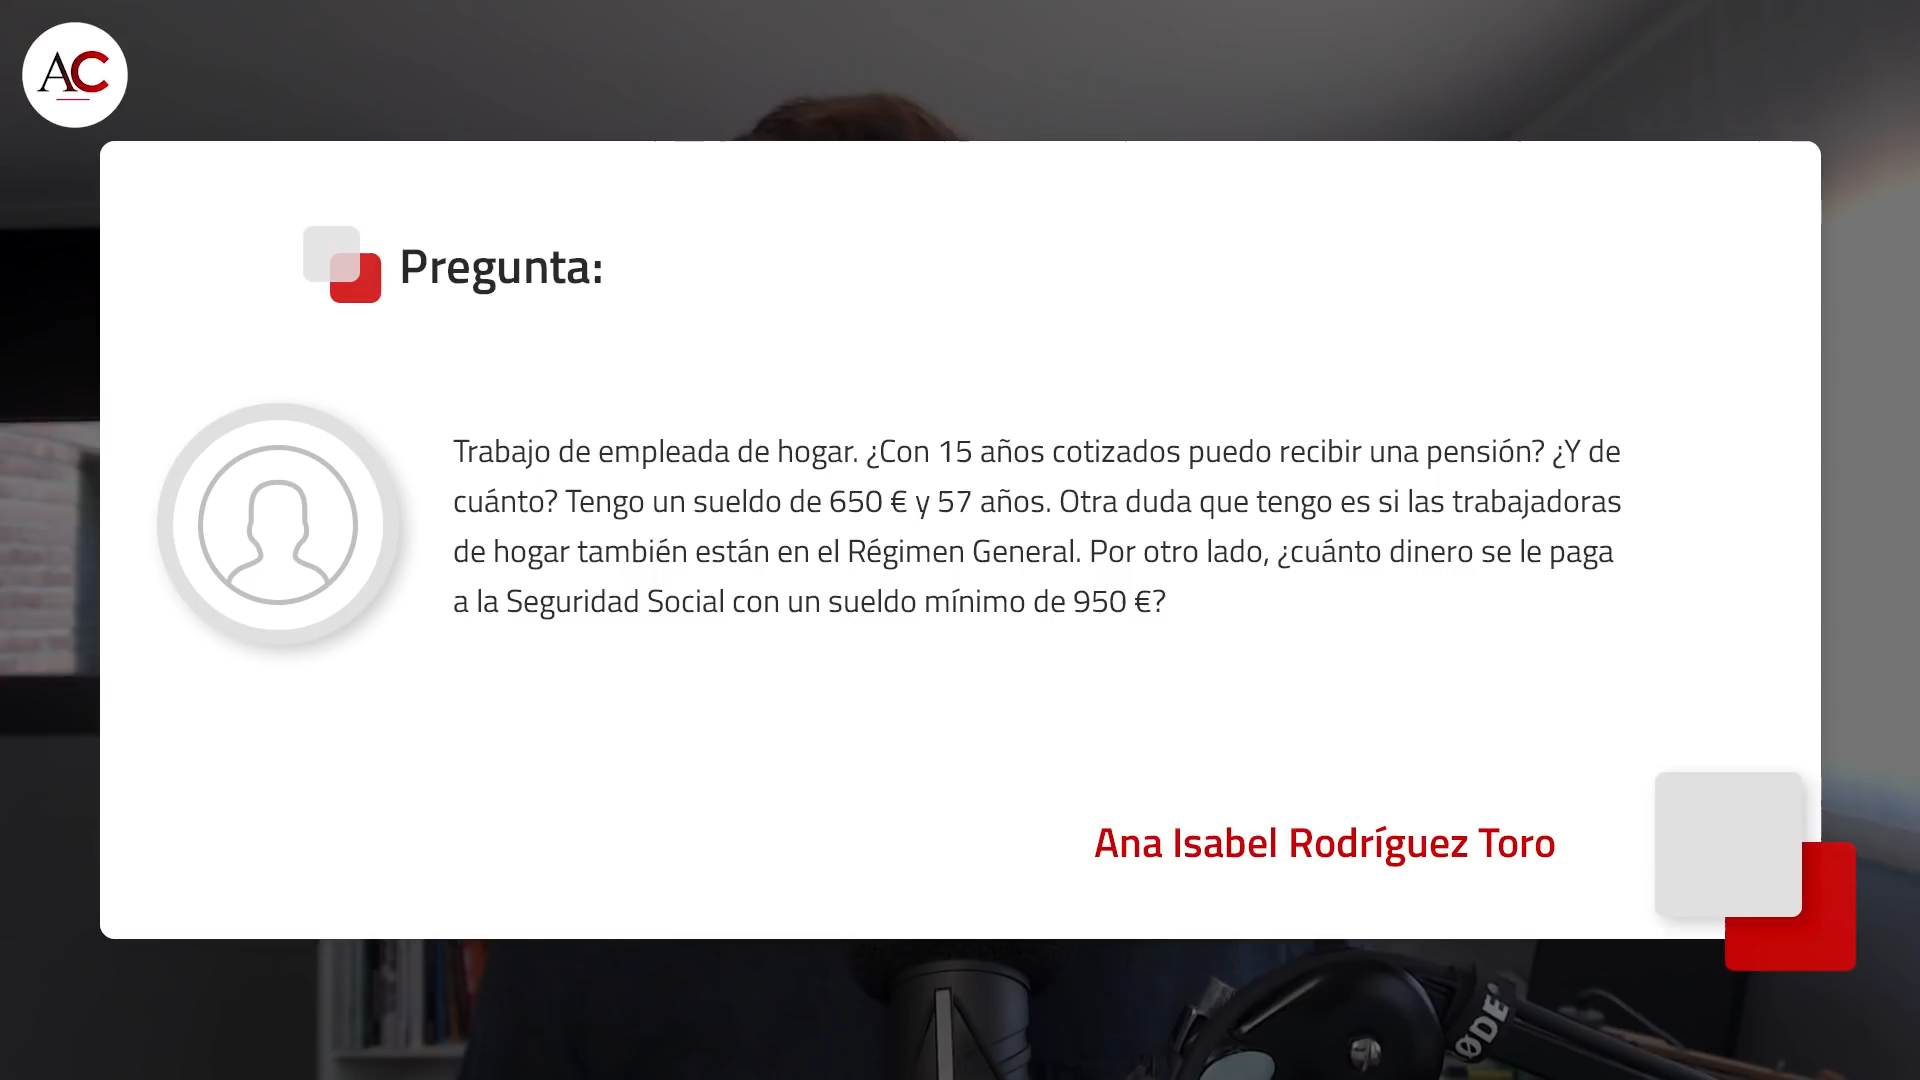 AC
Pregunta:
Trabajo de empleada de hogar. ¿Con 15 años cotizados puedo recibir una pensión? ¿Y de
cuánto? Tengo un sueldo de 650 € y 57 años. Otra duda que tengo es si las trabajadoras
de hogar también están en el Régimen General. Por otro lado, ¿cuánto dinero se le paga
a la Seguridad Social con un sueldo mínimo de 950 €?
Ana Isabel Rodríguez Toro
RØDE